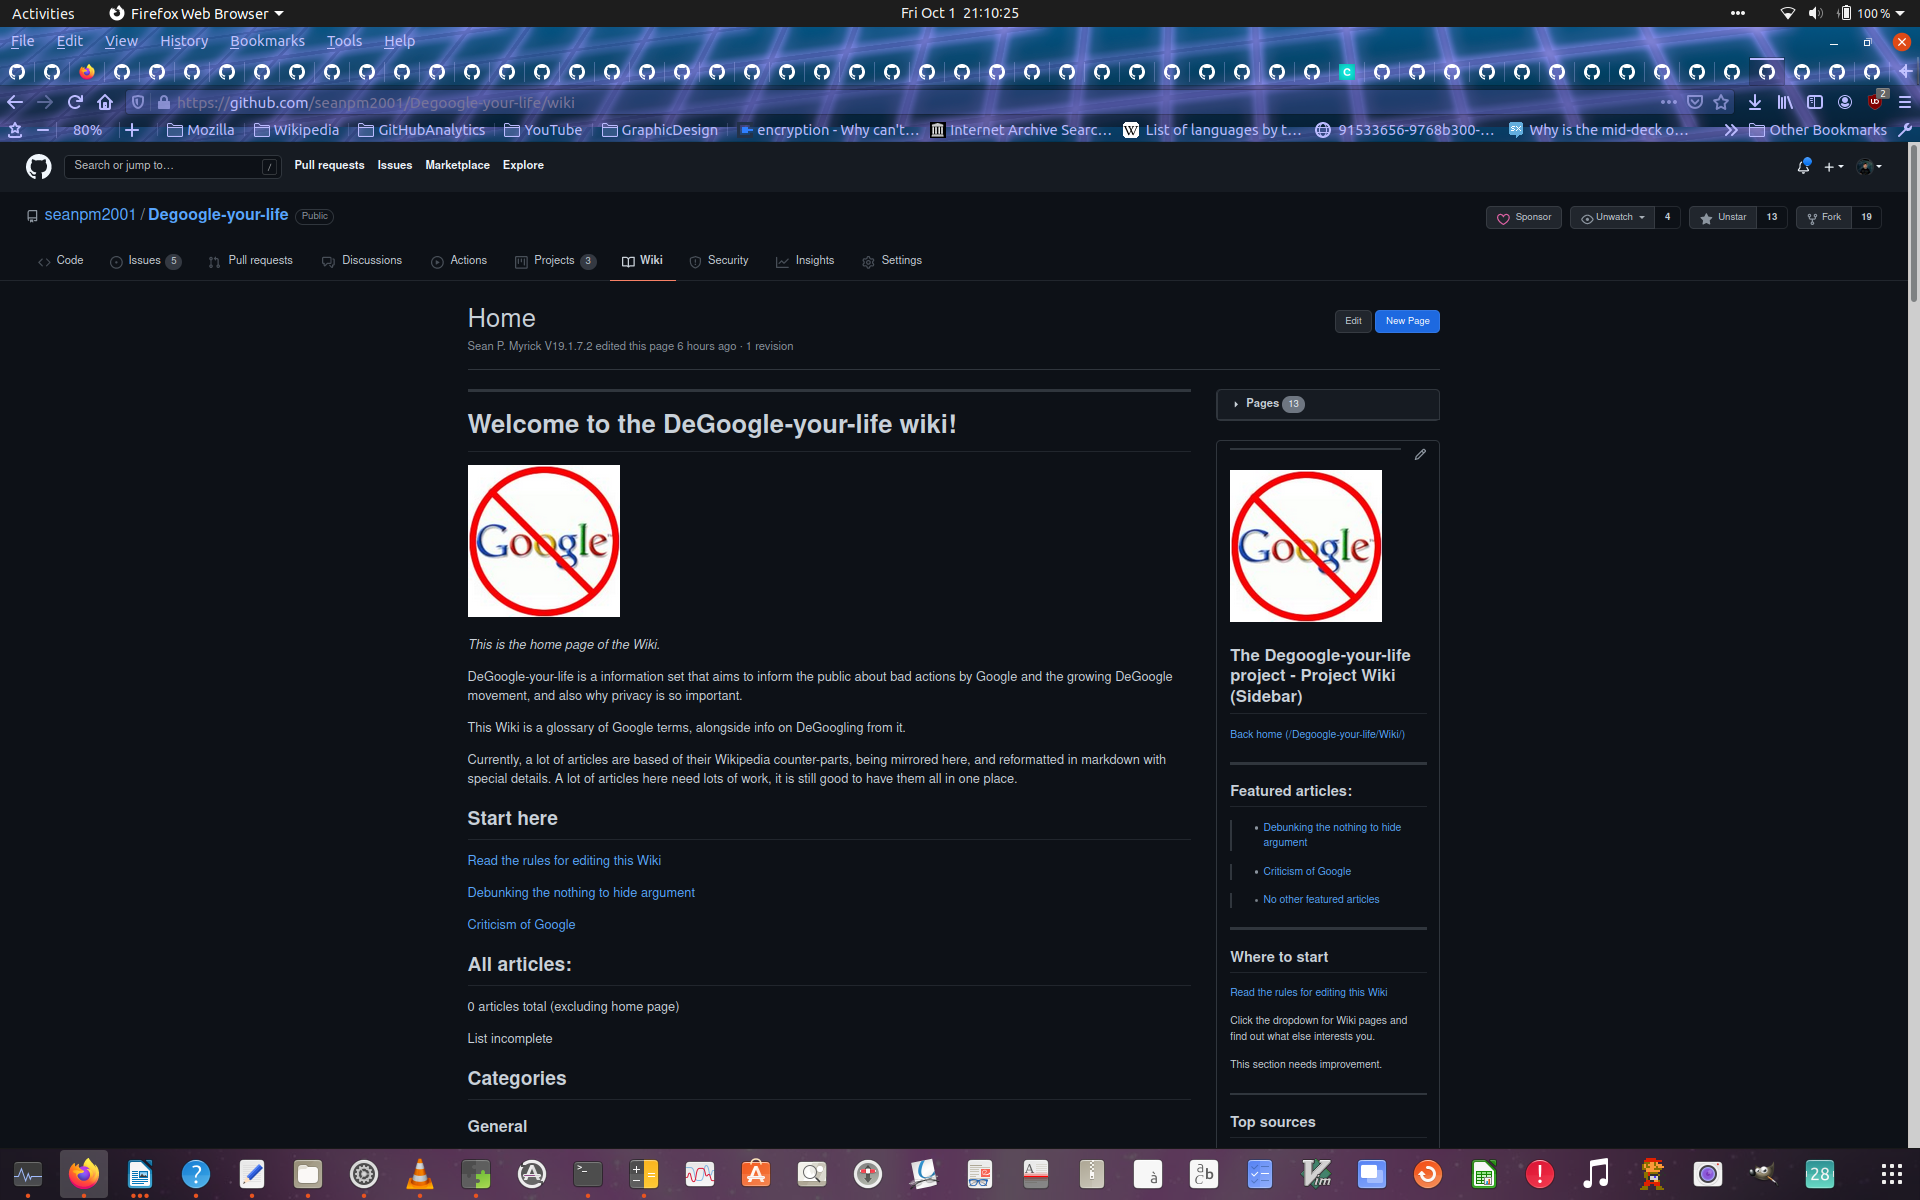 Activities
Firefox Web Browser
Fri Oct 1 21:10:25
100 %
File Edit View History Bookmarks Tools Help
https://github.com/seanpm2001/Degoogle-your-life/wiki
2
80%
Mozilla
Wikipedia
GitHubAnalytics
YouTube
GraphicDesign
encryption - Why can't…
Internet Archive Searc…
List of languages by t…
91533656-9768b300-…
Why is the mid-deck o…
Other Bookmarks
Search or jump to…
/
Pull requests Issues Marketplace Explore
seanpm2001 / Degoogle-your-life Public
Sponsor
Unwatch 4
Unstar 13
Fork 19
Code
Issues 5
Pull requests
Discussions
Actions
Projects 3
Wiki
Security
Insights
Settings
Home
Edit
New Page
Sean P. Myrick V19.1.7.2 edited this page 6 hours ago · 1 revision
Welcome to the DeGoogle-your-life wiki!
Google
This is the home page of the Wiki.
DeGoogle-your-life is a information set that aims to inform the public about bad actions by Google and the growing DeGoogle
movement, and also why privacy is so important.
This Wiki is a glossary of Google terms, alongside info on DeGoogling from it.
Currently, a lot of articles are based of their Wikipedia counter-parts, being mirrored here, and reformatted in markdown with
special details. A lot of articles here need lots of work, it is still good to have them all in one place.
Start here
Read the rules for editing this Wiki
Debunking the nothing to hide argument
Criticism of Google
All articles:
0 articles total (excluding home page)
List incomplete
Categories
General
Pages 13
Google
The Degoogle-your-life
project - Project Wiki
(Sidebar)
Back home (/Degoogle-your-life/Wiki/)
Featured articles:
• Debunking the nothing to hide
argument
• Criticism of Google
• No other featured articles
Where to start
Read the rules for editing this Wiki
Click the dropdown for Wiki pages and
find out what else interests you.
This section needs improvement.
Top sources
28